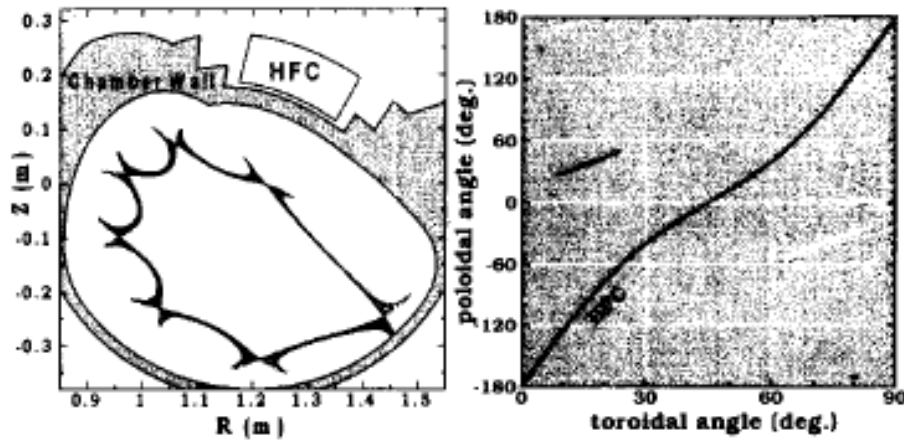 0.3
0.2
0.1
0
-0.1
-0.2
-0.3
Z (m)
HFC
Chamber Wall
0.9 1 1.1 1.2 1.3 1.4 1.5
R (m)
180
120
60
0
-60
-120
-180
poloidal angle (deg.)
0 30 60 90
toroidal angle (deg.)